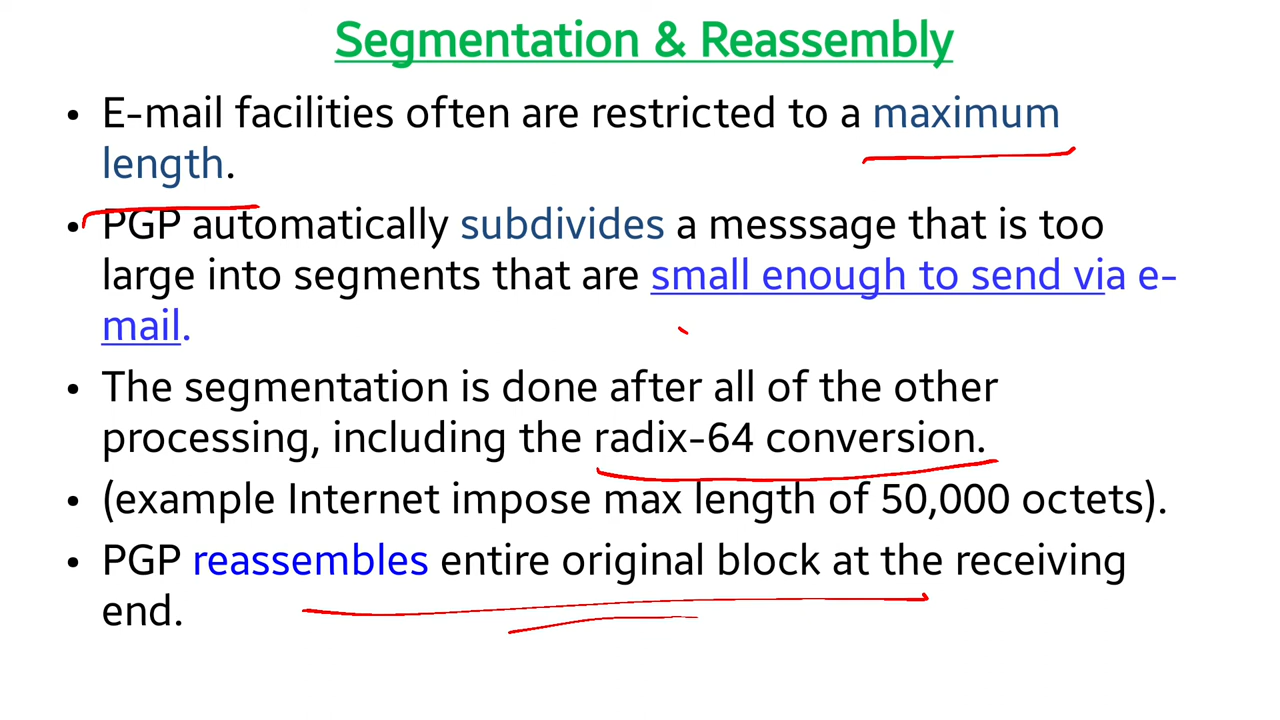 Segmentation & Reassembly
• E-mail facilities often are restricted to a maximum
length.
• PGP automatically subdivides a messsage that is too
large into segments that are small enough to send via e-
mail.
• The segmentation is done after all of the other
processing, including the radix-64 conversion.
• (example Internet impose max length of 50,000 octets).
• PGP reassembles entire original block at the receiving
end.